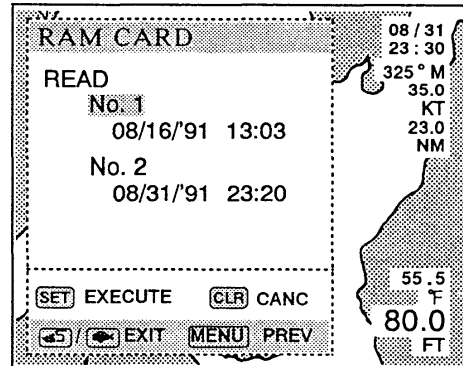 RAM CARD
READ
No. 1
08/16/'91 13:03
No. 2
08/31/'91 23:20
SET EXECUTE CLR CANC
/ EXIT MENU PREV
08/31
23:30
325°M
35.0
KT
23.0
NM
55.5
°F
80.0
FT